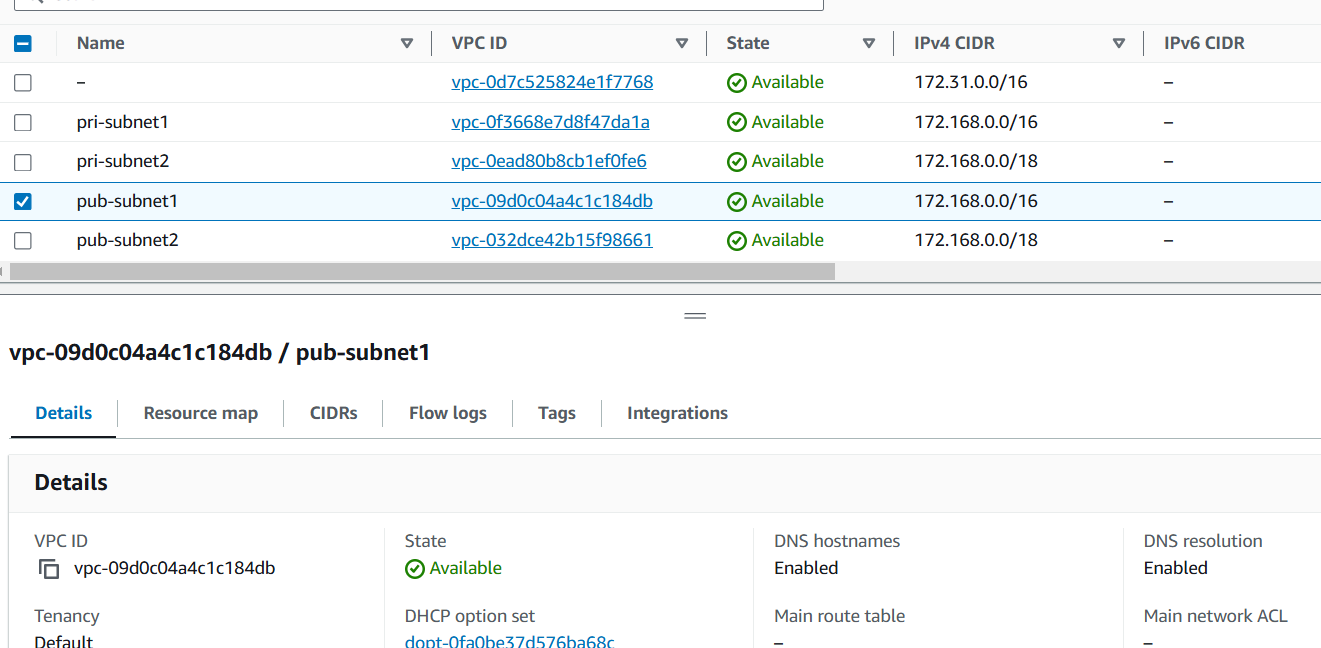 Name VPC ID State IPv4 CIDR IPv6 CIDR
– vpc-0d7c525824e1f7768 Available 172.31.0.0/16 –
pri-subnet1 vpc-0f3668e7d8f47da1a Available 172.168.0.0/16 –
pri-subnet2 vpc-0ead80b8cb1ef0fe6 Available 172.168.0.0/18 –
pub-subnet1 vpc-09d0c04a4c1c184db Available 172.168.0.0/16 –
pub-subnet2 vpc-032dce42b15f98661 Available 172.168.0.0/18 –
vpc-09d0c04a4c1c184db / pub-subnet1
Details Resource map CIDRs Flow logs Tags Integrations
Details
VPC ID State DNS hostnames DNS resolution
vpc-09d0c04a4c1c184db Available Enabled Enabled
Tenancy DHCP option set Main route table Main network ACL
Default dopt-0fa0be37d576ba68c – –